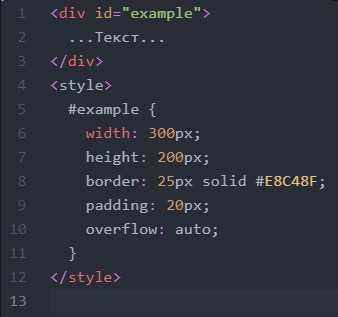 1 <div id="example">
2   ...Текст...
3 </div>
4 <style>
5   #example {
6     width: 300px;
7     height: 200px;
8     border: 25px solid #E8C48F;
9     padding: 20px;
10     overflow: auto;
11   }
12 </style>
13